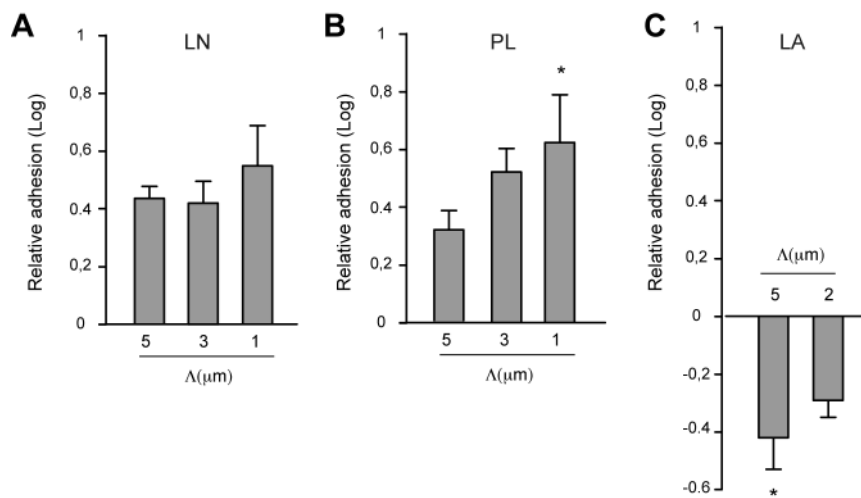 A
LN
Relative adhesion (Log)
1
0,8
0,6
0.4
0,2
0
5 3 1
Λ(μm)
B
PL
Relative adhesion (Log)
1
0,8
0,6
0.4
0,2
0
*
5 3 1
Λ(μm)
C
LA
Relative adhesion (Log)
1
0,8
0,6
0.4
0,2
0
-0,2
-0.4
-0.6
Λ(μm)
5 2
*